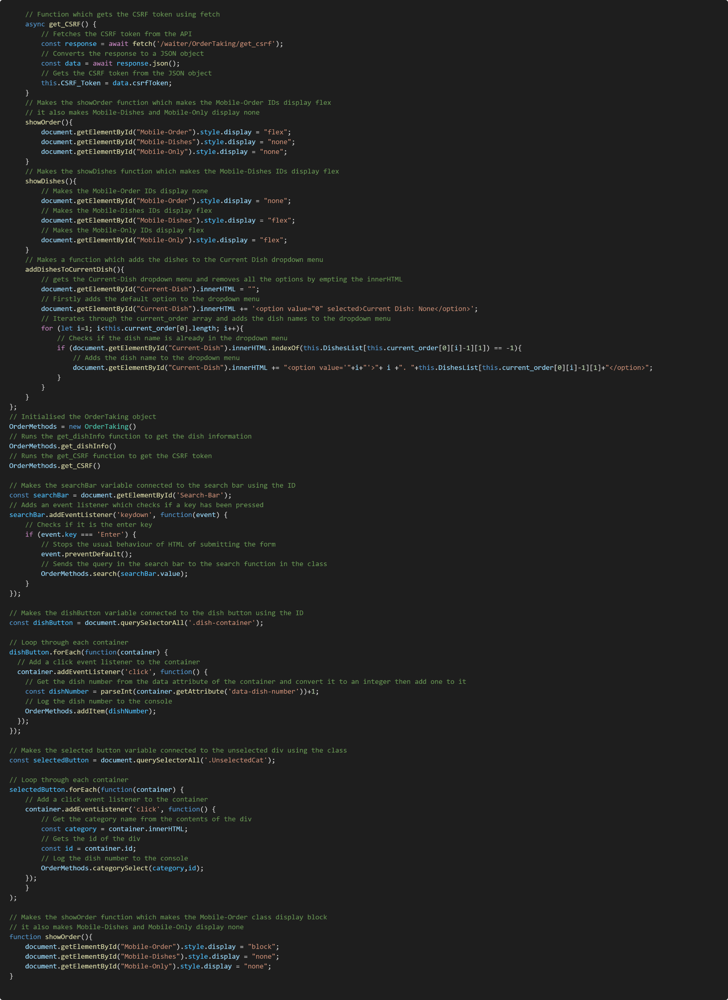 // Function which gets the CSRF token using fetch
async get_CSRF() {
// Fetches the CSRF token from the API
const response = await fetch('/waiter/OrderTaking/get_csrf');
// Converts the response to a JSON object
const data = await response.json();
// Gets the CSRF token from the JSON object
this.CSRF_Token = data.csrfToken;
}
// Makes the showOrder function which makes the Mobile-Order IDs display flex
// it also makes Mobile-Dishes and Mobile-Only display none
showOrder(){
document.getElementById("Mobile-Order").style.display = "flex";
document.getElementById("Mobile-Dishes").style.display = "none";
document.getElementById("Mobile-Only").style.display = "none";
}
// Makes the showDishes function which makes the Mobile-Dishes IDs display flex
showDishes(){
// Makes the Mobile-Order IDs display none
document.getElementById("Mobile-Order").style.display = "none";
// Makes the Mobile-Dishes IDs display flex
document.getElementById("Mobile-Dishes").style.display = "flex";
// Makes the Mobile-Only IDs display flex
document.getElementById("Mobile-Only").style.display = "flex";
}
// Makes a function which adds the dishes to the Current Dish dropdown menu
addDishesToCurrentDish(){
// gets the Current-Dish dropdown menu and removes all the options by empting the innerHTML
document.getElementById("Current-Dish").innerHTML = "";
// Firstly adds the default option to the dropdown menu
document.getElementById("Current-Dish").innerHTML += '<option value="0" selected>Current Dish: None</option>';
// Iterates through the current_order array and adds the dish names to the dropdown menu
for (let i=1; i<this.current_order[0].length; i++){
// Checks if the dish name is already in the dropdown menu
if (document.getElementById("Current-Dish").innerHTML.indexOf(this.DishesList[this.current_order[0][i]-1][1]) == -1){
// Adds the dish name to the dropdown menu
document.getElementById("Current-Dish").innerHTML += "<option value='"+i+"'>"+ i +". "+this.DishesList[this.current_order[0][i]-1][1]+"</option>";
}
}
}
};
// Initialised the OrderTaking object
OrderMethods = new OrderTaking()
// Runs the get_dishInfo function to get the dish information
OrderMethods.get_dishInfo()
// Runs the get_CSRF function to get the CSRF token
OrderMethods.get_CSRF()
// Makes the searchBar variable connected to the search bar using the ID
const searchBar = document.getElementById('Search-Bar');
// Adds an event listener which checks if a key has been pressed
searchBar.addEventListener('keydown', function(event) {
// Checks if it is the enter key
if (event.key === 'Enter') {
// Stops the usual behaviour of HTML of submitting the form
event.preventDefault();
// Sends the query in the search bar to the search function in the class
OrderMethods.search(searchBar.value);
}
});
// Makes the dishButton variable connected to the dish button using the ID
const dishButton = document.querySelectorAll('.dish-container');
// Loop through each container
dishButton.forEach(function(container) {
// Add a click event listener to the container
container.addEventListener('click', function() {
// Get the dish number from the data attribute of the container and convert it to an integer then add one to it
const dishNumber = parseInt(container.getAttribute('data-dish-number'))+1;
// Log the dish number to the console
OrderMethods.addItem(dishNumber);
});
});
// Makes the selected button variable connected to the unselected div using the class
const selectedButton = document.querySelectorAll('.UnselectedCat');
// Loop through each container
selectedButton.forEach(function(container) {
// Add a click event listener to the container
container.addEventListener('click', function() {
// Get the category name from the contents of the div
const category = container.innerHTML;
// Gets the id of the div
const id = container.id;
// Log the dish number to the console
OrderMethods.categorySelect(category,id);
});
}
);
// Makes the showOrder function which makes the Mobile-Order class display block
// it also makes Mobile-Dishes and Mobile-Only display none
function showOrder(){
document.getElementById("Mobile-Order").style.display = "block";
document.getElementById("Mobile-Dishes").style.display = "none";
document.getElementById("Mobile-Only").style.display = "none";
}